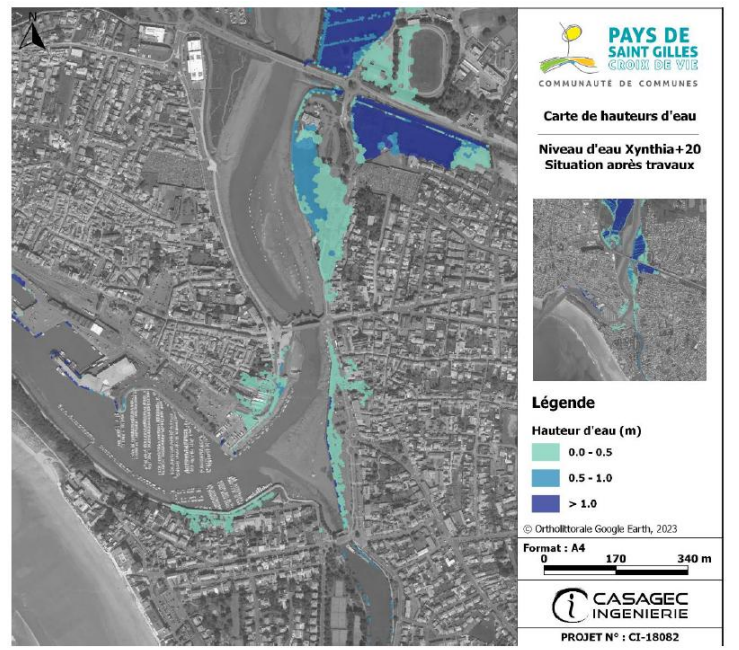 N
PAYS DE
SAINT GILLES
CROIX DE VIE
COMMUNAUTÉ DE COMMUNES
Carte de hauteurs d'eau
Niveau d'eau Xynthia+20
Situation après travaux
Légende
Hauteur d'eau (m)
0.0 - 0.5
0.5 - 1.0
> 1.0
© Ortholittorale Google Earth, 2023
Format : A4
0 170 340 m
CASAGEC
INGENIERIE
PROJET N° : CI-18082